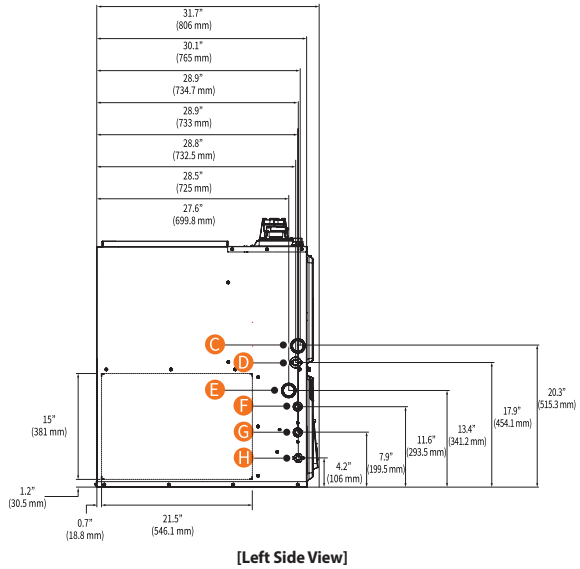 31.7”
(806 mm)
30.1”
(765 mm)
28.9”
(734.7 mm)
28.9”
(733 mm)
28.8”
(732.5 mm)
28.5”
(725 mm)
27.6”
(699.8 mm)
C
D
E
F
G
H
20.3”
(515.3 mm)
17.9”
(454.1 mm)
13.4”
(341.2 mm)
11.6”
(293.5 mm)
7.9”
(199.5 mm)
4.2”
(106 mm)
15”
(381 mm)
1.2”
(30.5 mm)
0.7”
(18.8 mm)
21.5”
(546.1 mm)
[Left Side View]